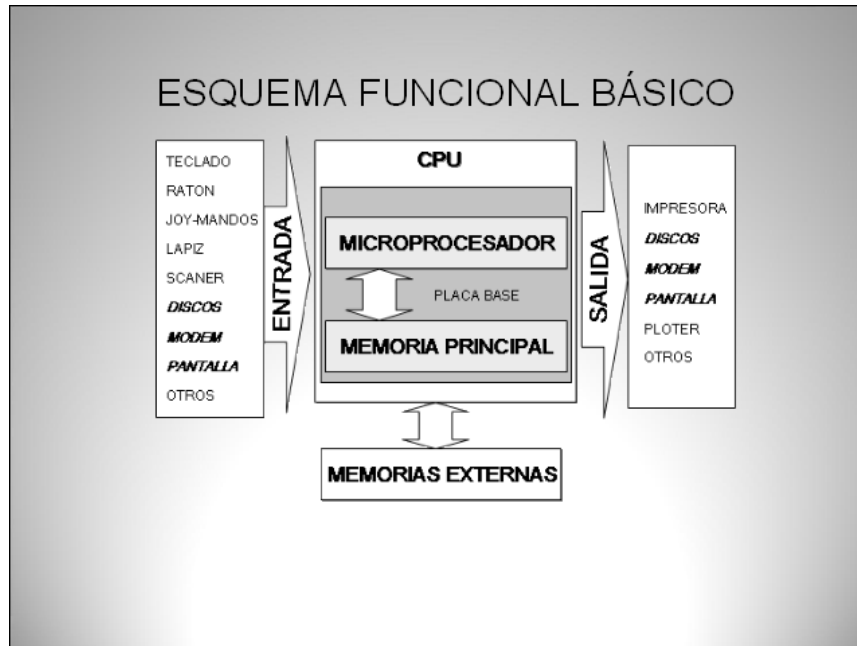 ESQUEMA FUNCIONAL BÁSICO
TECLADO
RATON
JOY-MANDOS
LAPIZ
SCANER
DISCOS
MODEM
PANTALLA
OTROS
ENTRADA
CPU
MICROPROCESADOR
PLACA BASE
MEMORIA PRINCIPAL
MEMORIAS EXTERNAS
SALIDA
IMPRESORA
DISCOS
MODEM
PANTALLA
PLOTER
OTROS